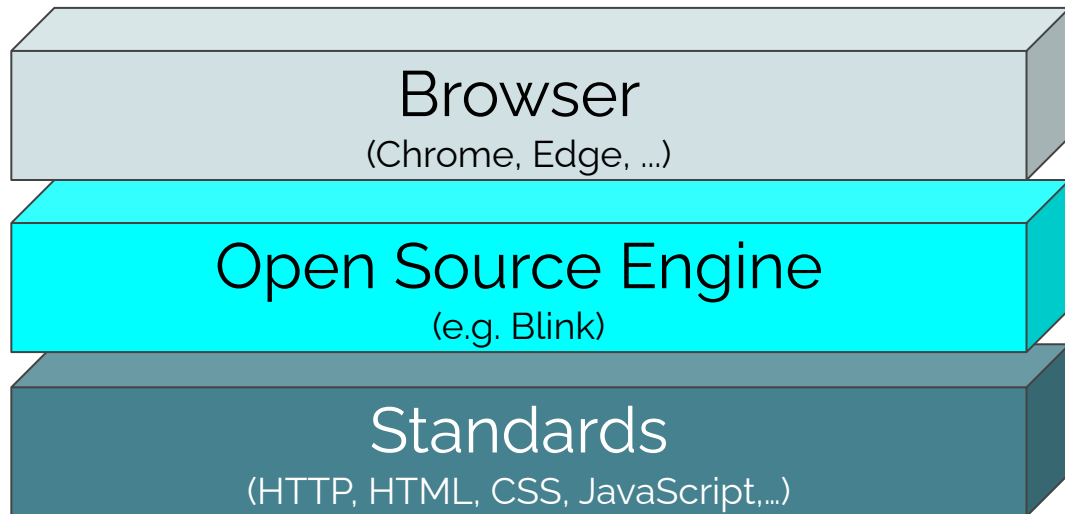 Browser
(Chrome, Edge, ...)
Open Source Engine
(e.g. Blink)
Standards
(HTTP, HTML, CSS, JavaScript,...)